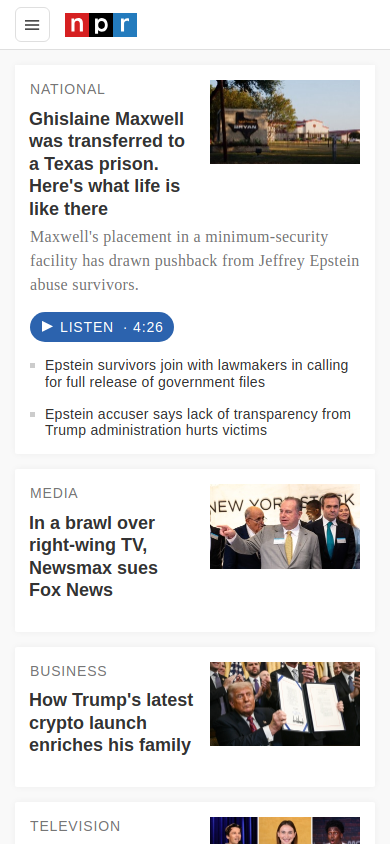 npr
NATIONAL
Ghislaine Maxwell
was transferred to
a Texas prison.
Here's what life is
like there
BRYAN
Maxwell's placement in a minimum-security
facility has drawn pushback from Jeffrey Epstein
abuse survivors.
LISTEN · 4:26
Epstein survivors join with lawmakers in calling
for full release of government files
Epstein accuser says lack of transparency from
Trump administration hurts victims
MEDIA
In a brawl over
right-wing TV,
Newsmax sues
Fox News
NEW YORK STOCK
BUSINESS
How Trump's latest
crypto launch
enriches his family
TELEVISION